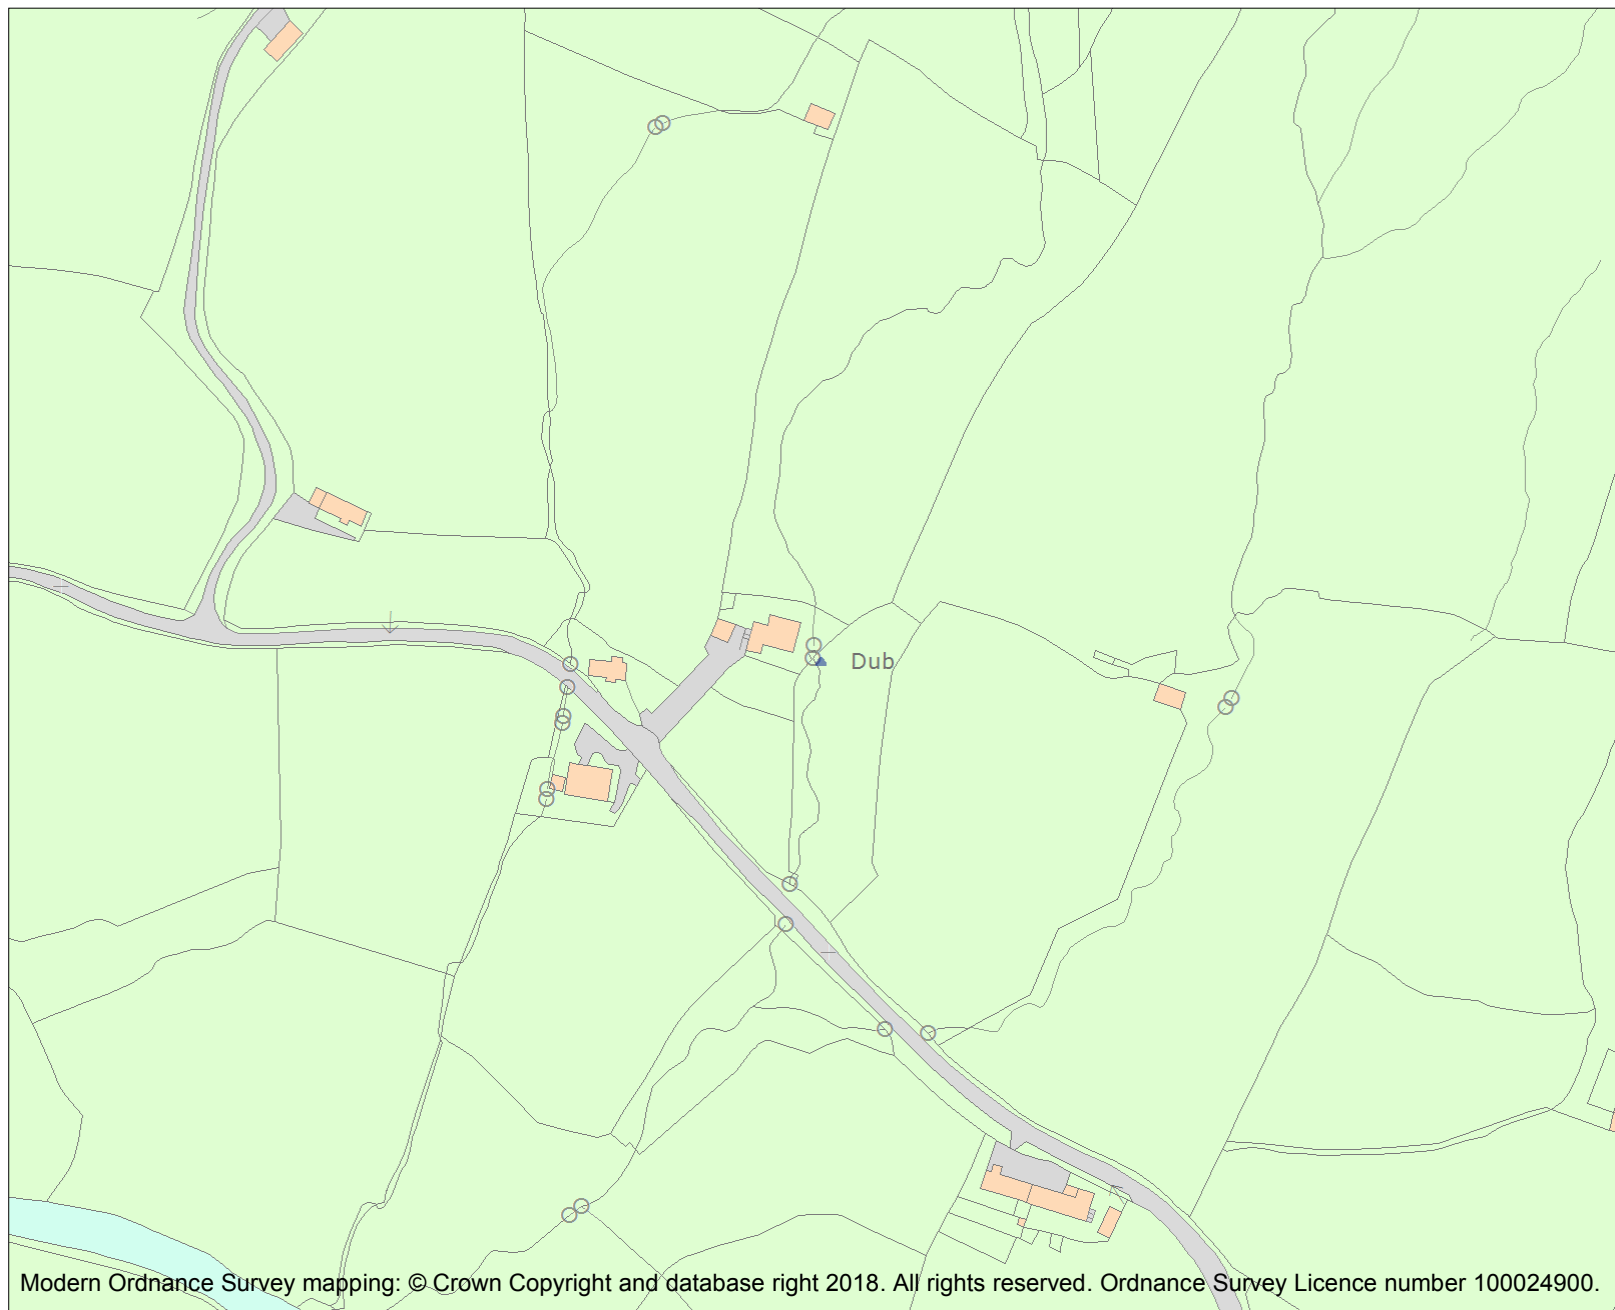 Dub
Modern Ordnance Survey mapping: © Crown Copyright and database right 2018. All rights reserved. Ordnance Survey Licence number 100024900.